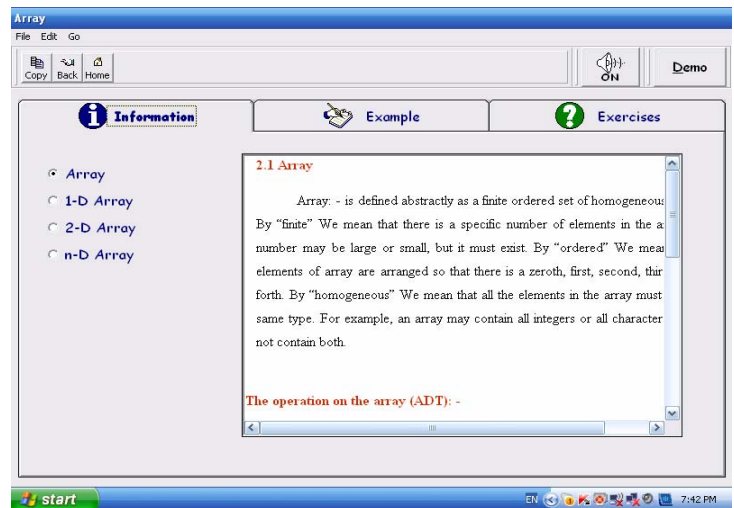 Array
File Edit Go
Copy Back Home
ON
Demo
Information
Example
Exercises
Array
1-D Array
2-D Array
n-D Array
2.1 Array
Array: - is defined abstractly as a finite ordered set of homogeneous
By “finite” We mean that there is a specific number of elements in the a
number may be large or small, but it must exist. By “ordered” We mean
elements of array are arranged so that there is a zeroth, first, second, thir
forth. By “homogeneous” We mean that all the elements in the array must
same type. For example, an array may contain all integers or all character
not contain both.
The operation on the array (ADT): -
start
EN
7:42 PM